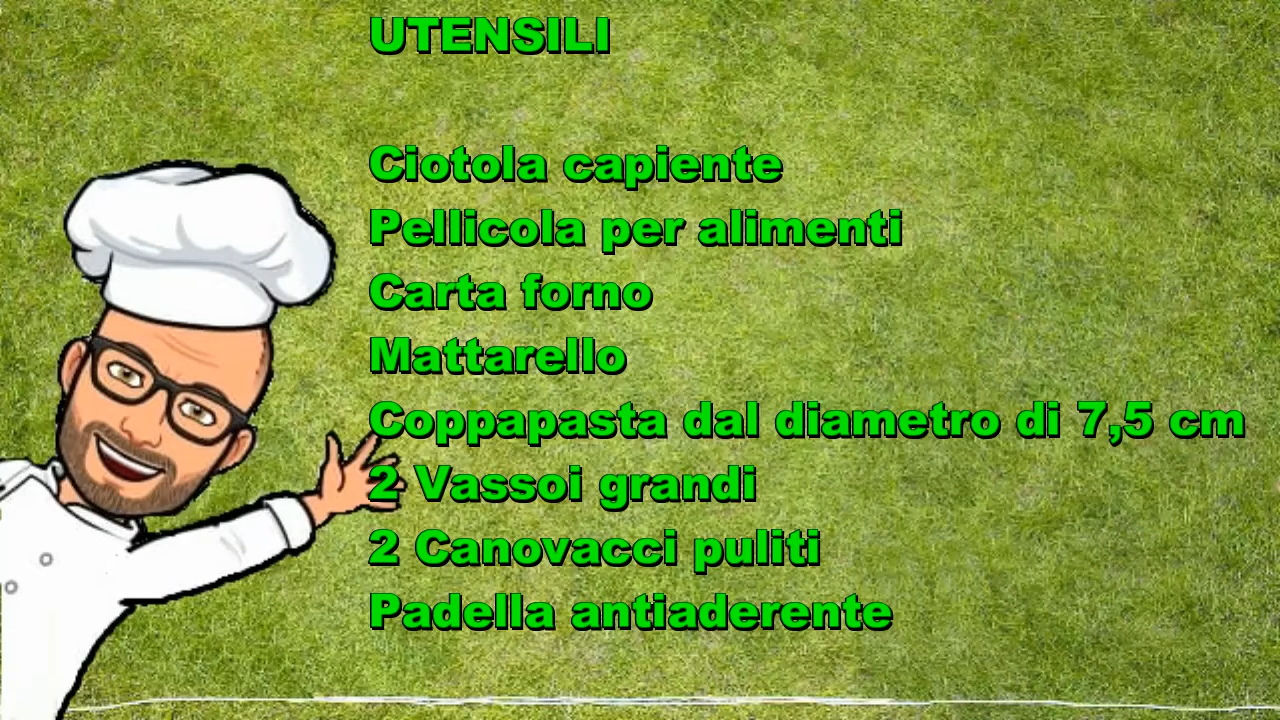 UTENSILI
Ciotola capiente
Pellicola per alimenti
Carta forno
Mattarello
Coppapasta dal diametro di 7,5 cm
2 Vassoi grandi
2 Canovacci puliti
Padella antiaderente